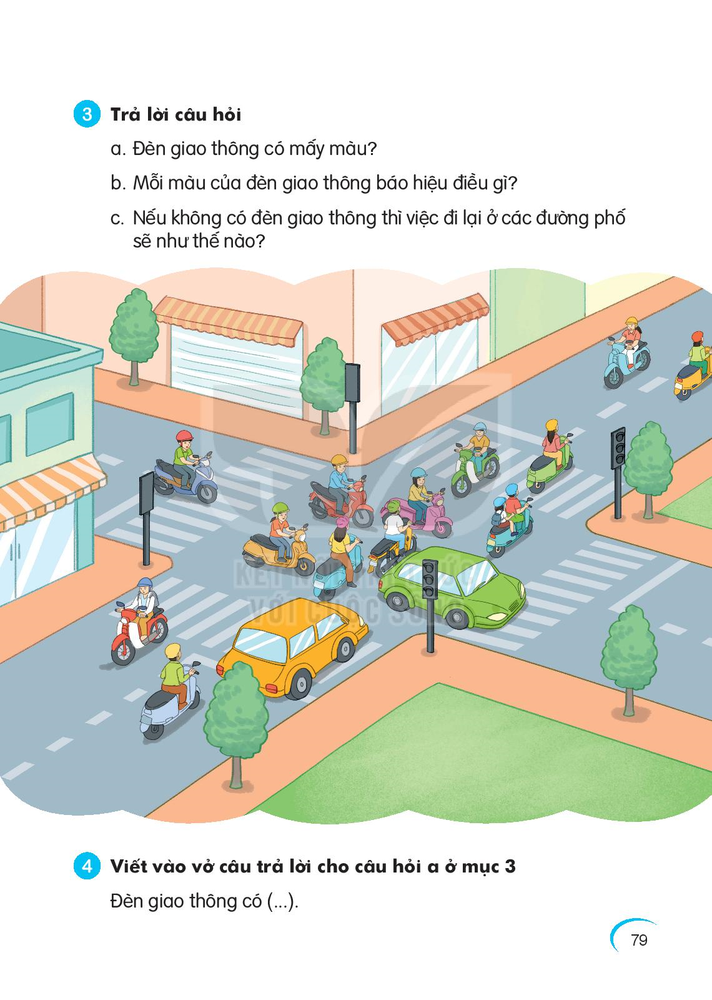 3 Trả lời câu hỏi
a. Đèn giao thông có mấy màu?
b. Mỗi màu của đèn giao thông báo hiệu điều gì?
c. Nếu không có đèn giao thông thì việc đi lại ở các đường phố
sẽ như thế nào?
KẾT NỐI TRI THỨC
VỚI CUỘC SỐNG
4 Viết vào vở câu trả lời cho câu hỏi a ở mục 3
Đèn giao thông có (...).
79